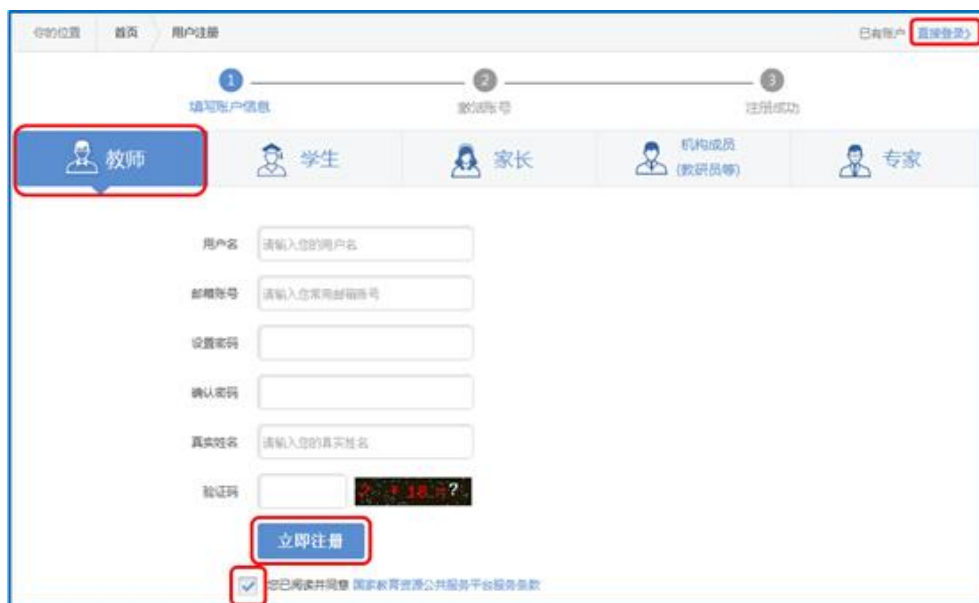 你的位置 首页 用户注册 已有账户 直接登录>
1 2 3
填写账户信息 激活账号 注册成功
教师 学生 家长 机构成员 专家
(教研员等)
用户名 请输入您的用户名
邮箱账号 请输入您常用邮箱账号
设置密码
确认密码
真实姓名 请输入您的真实姓名
验证码
立即注册
您已阅读并同意 国家教育资源公共服务平台服务条款